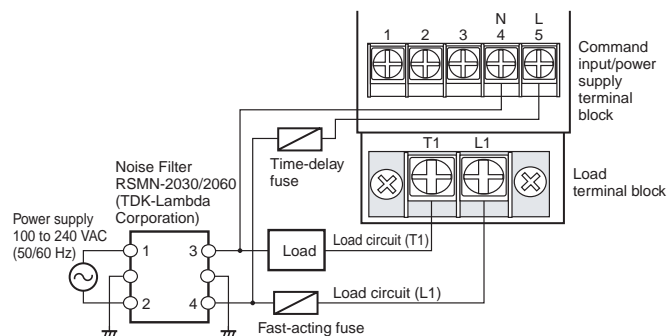 N L
1 2 3 4 5
Command
input/power
supply
terminal
block
T1 L1
Time-delay
fuse
Load
terminal block
Noise Filter
RSMN-2030/2060
(TDK-Lambda
Corporation)
Power supply
100 to 240 VAC
(50/60 Hz)
1 3
Load
Load circuit (T1)
2 4
Load circuit (L1)
Fast-acting fuse